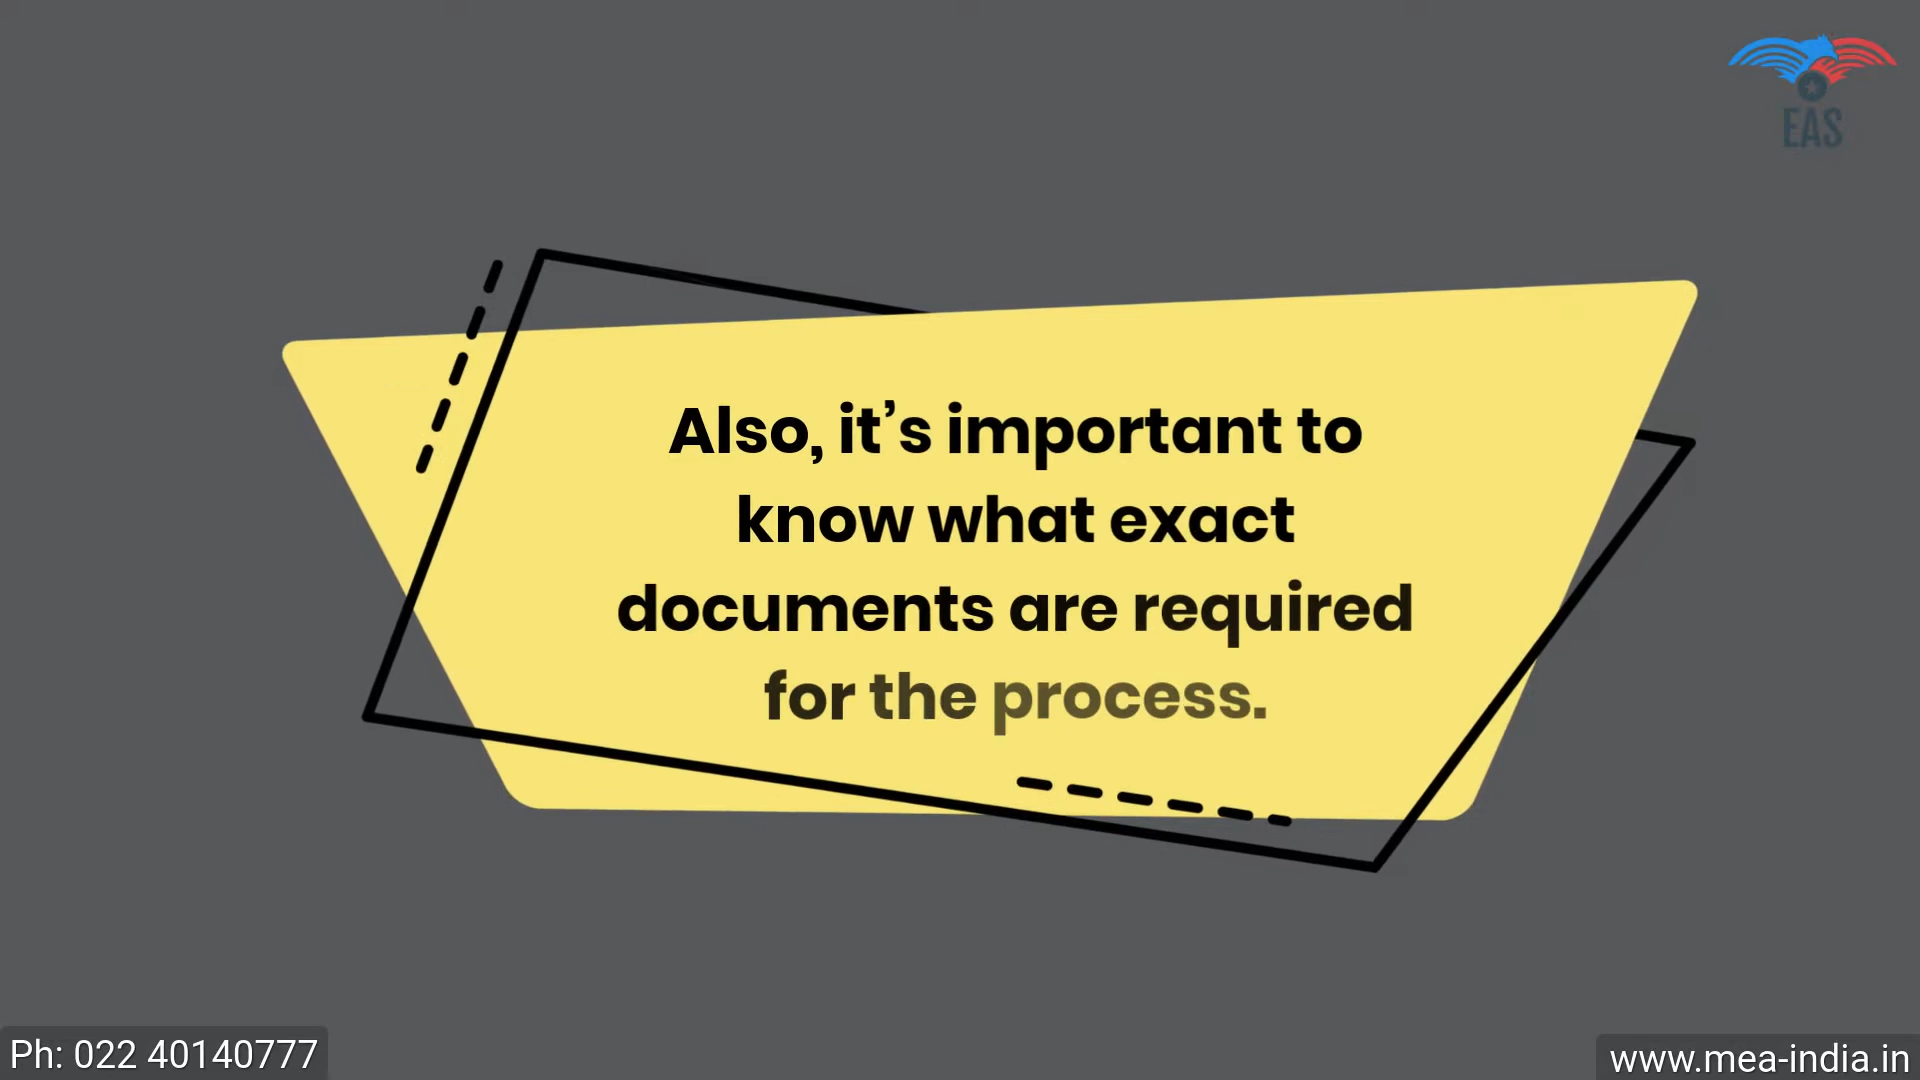 EAS
Also, it’s important to
know what exact
documents are required
for the process.
Ph: 022 40140777
www.mea-india.in